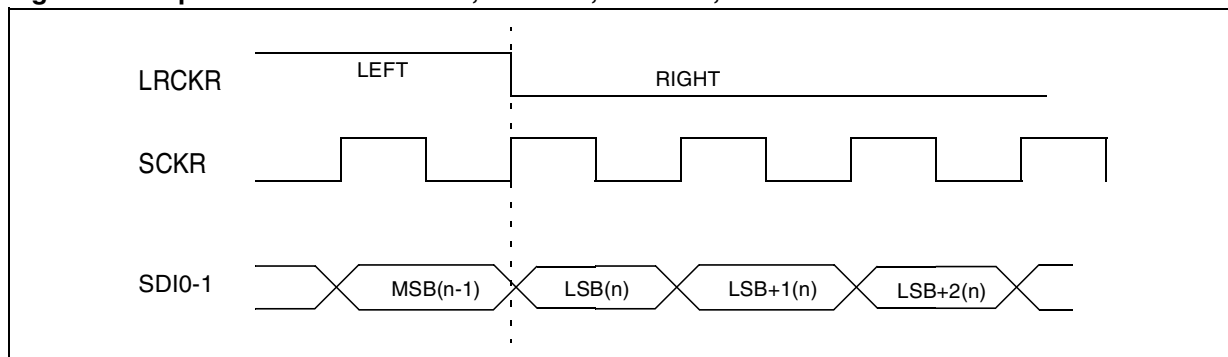 LRCKR
LEFT
RIGHT
SCKR
SDI0-1
MSB(n-1)
LSB(n)
LSB+1(n)
LSB+2(n)